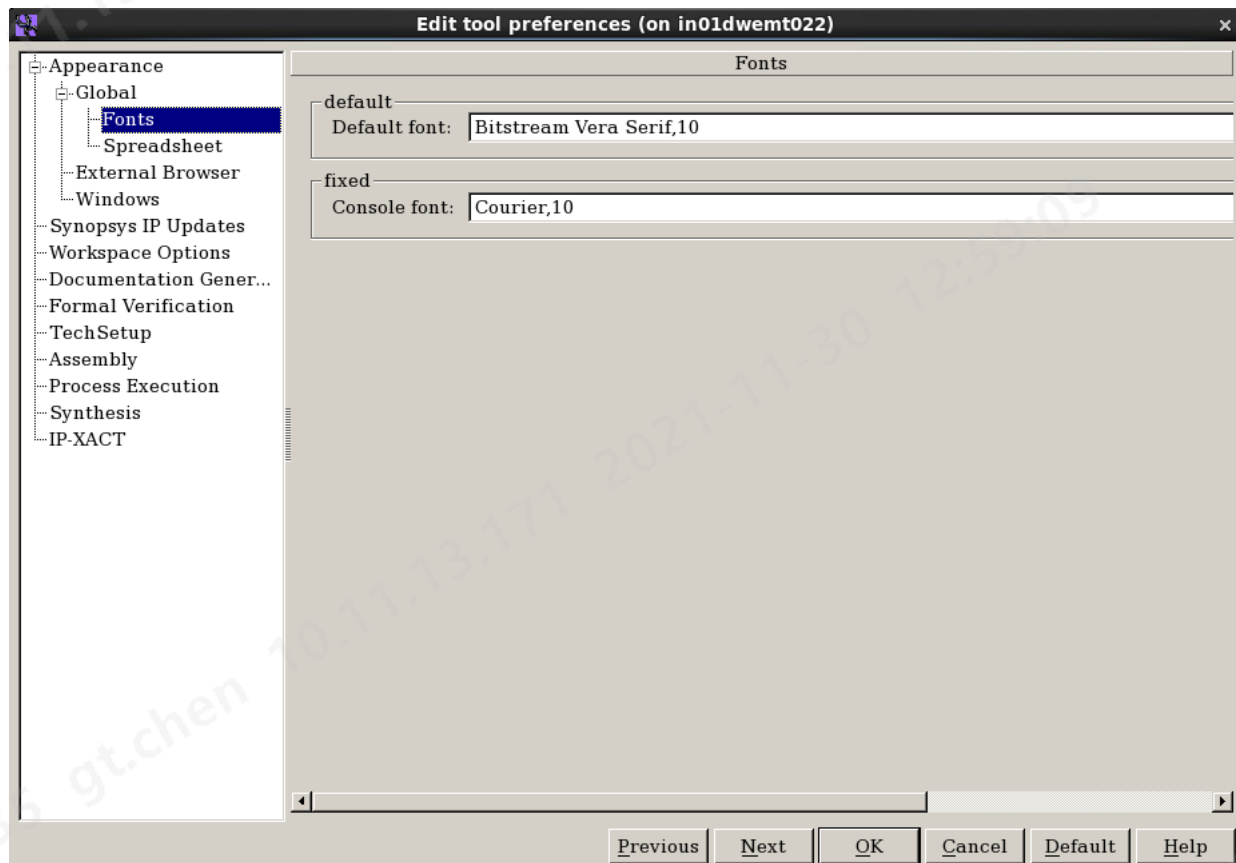 Edit tool preferences (on in01dwemt022)
Appearance
Global
Fonts
Spreadsheet
External Browser
Windows
Synopsys IP Updates
Workspace Options
Documentation Gener...
Formal Verification
TechSetup
Assembly
Process Execution
Synthesis
IP-XACT
Fonts
default
Default font: Bitstream Vera Serif,10
fixed
Console font: Courier,10
gt.chen 10.11.13.171 2021-11-30 12:59:09
Previous Next OK Cancel Default Help